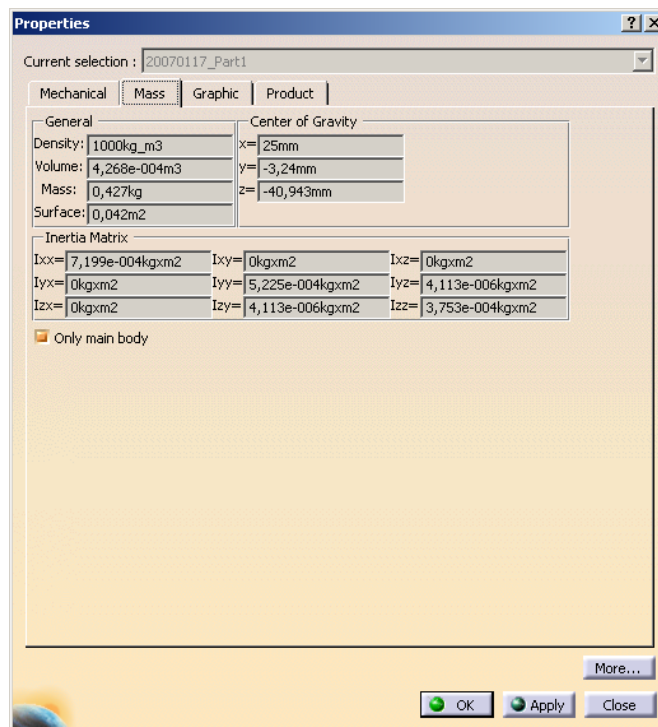 Properties
Current selection : 20070117_Part1
Mechanical Mass Graphic Product
General Center of Gravity
Density: 1000kg_m3 x= 25mm
Volume: 4,268e-004m3 y= -3,24mm
Mass: 0,427kg z= -40,943mm
Surface: 0,042m2
Inertia Matrix
Ixx= 7,199e-004kgxm2 Ixy= 0kgxm2 Ixz= 0kgxm2
Iyx= 0kgxm2 Iyy= 5,225e-004kgxm2 Iyz= 4,113e-006kgxm2
Izx= 0kgxm2 Izy= 4,113e-006kgxm2 Izz= 3,753e-004kgxm2
Only main body
More...
OK Apply Close